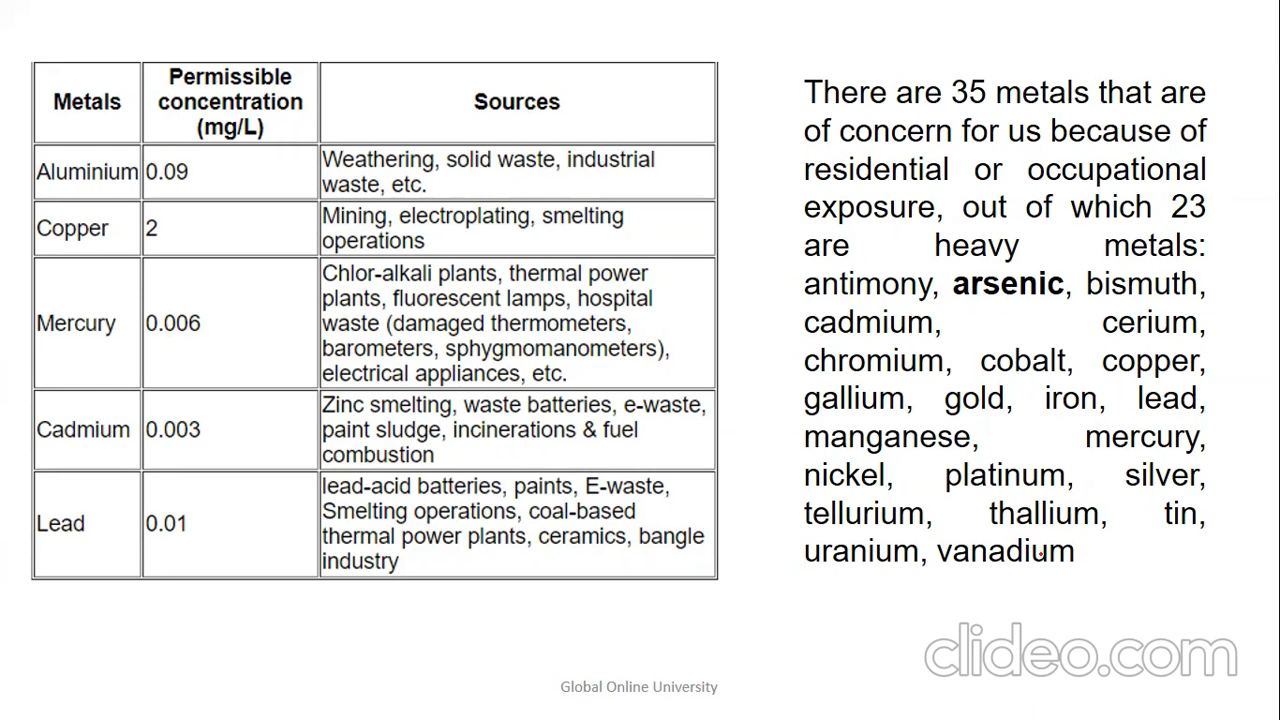 Metals
Permissible
concentration
(mg/L)
Sources
Aluminium
0.09
Weathering, solid waste, industrial
waste, etc.
Copper
2
Mining, electroplating, smelting
operations
Mercury
0.006
Chlor-alkali plants, thermal power
plants, fluorescent lamps, hospital
waste (damaged thermometers,
barometers, sphygmomanometers),
electrical appliances, etc.
Cadmium
0.003
Zinc smelting, waste batteries, e-waste,
paint sludge, incinerations & fuel
combustion
Lead
0.01
lead-acid batteries, paints, E-waste,
Smelting operations, coal-based
thermal power plants, ceramics, bangle
industry
There are 35 metals that are
of concern for us because of
residential or occupational
exposure, out of which 23
are heavy metals:
antimony, arsenic, bismuth,
cadmium, cerium,
chromium, cobalt, copper,
gallium, gold, iron, lead,
manganese, mercury,
nickel, platinum, silver,
tellurium, thallium, tin,
uranium, vanadium
clideo.com
Global Online University